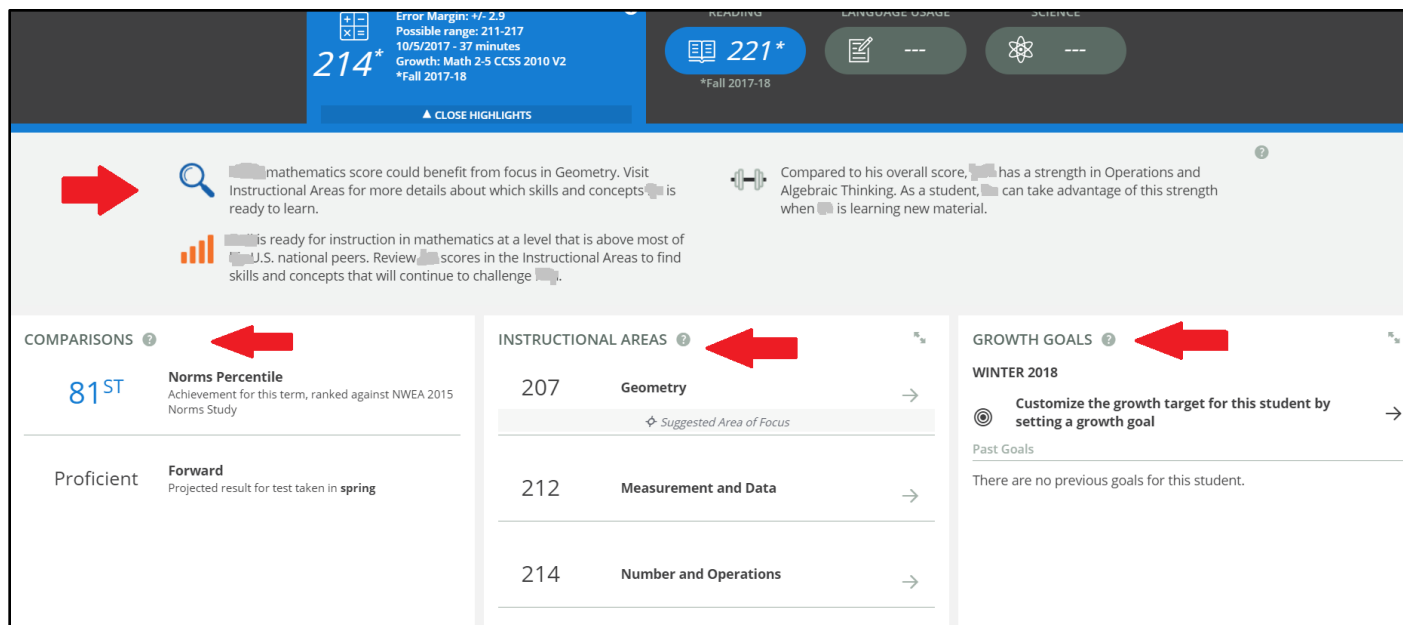 Error Margin: +/- 2.9
Possible range: 211-217
10/5/2017 - 37 minutes
Growth: Math 2-5 CCSS 2010 V2
*Fall 2017-18
214*
▲ CLOSE HIGHLIGHTS
READING
221*
*Fall 2017-18
LANGUAGE USAGE
---
SCIENCE
---
mathematics score could benefit from focus in Geometry. Visit
Instructional Areas for more details about which skills and concepts is
ready to learn.
is ready for instruction in mathematics at a level that is above most of
U.S. national peers. Review scores in the Instructional Areas to find
skills and concepts that will continue to challenge .
Compared to his overall score, has a strength in Operations and
Algebraic Thinking. As a student, can take advantage of this strength
when is learning new material.
?
COMPARISONS ?
81ST
Norms Percentile
Achievement for this term, ranked against NWEA 2015
Norms Study
Proficient
Forward
Projected result for test taken in spring
INSTRUCTIONAL AREAS ?
207 Geometry
Suggested Area of Focus
212 Measurement and Data
214 Number and Operations
GROWTH GOALS ?
WINTER 2018
Customize the growth target for this student by
setting a growth goal
Past Goals
There are no previous goals for this student.